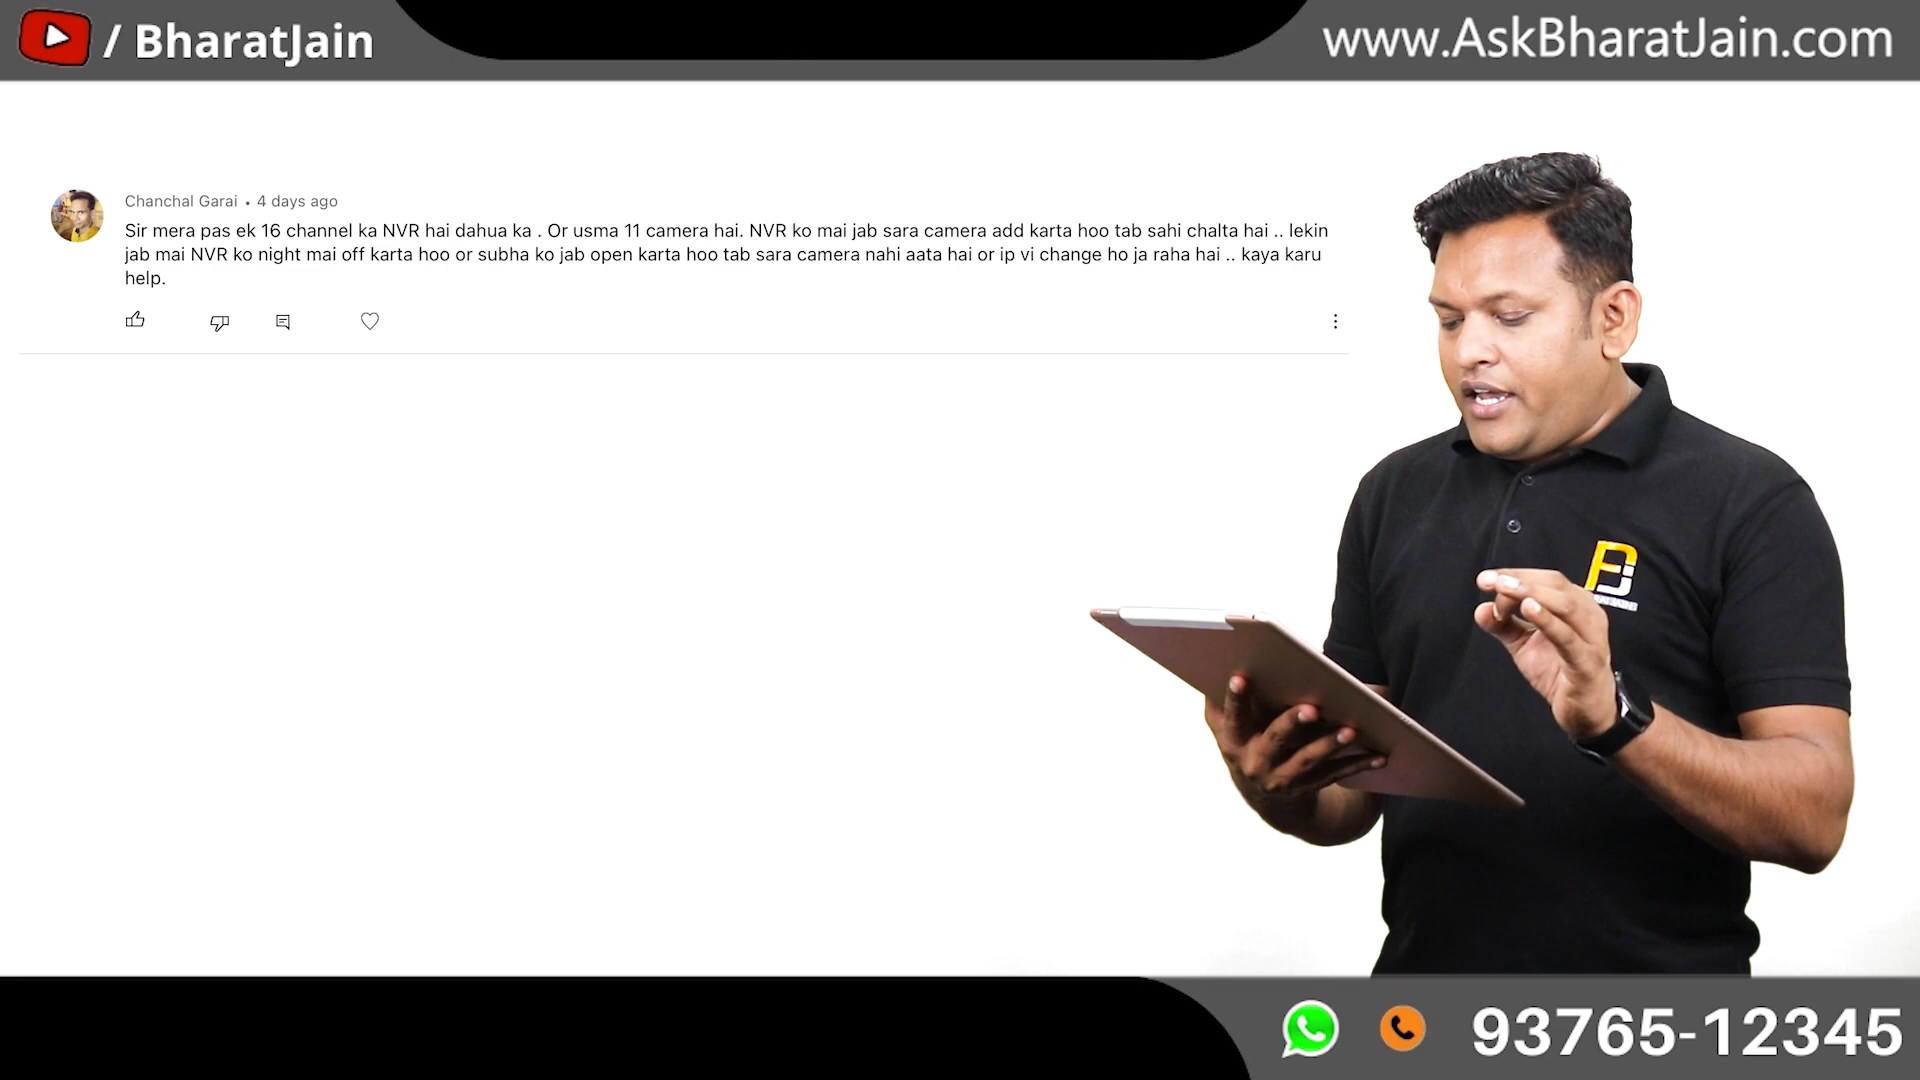 / BharatJain
www.AskBharatJain.com
Chanchal Garai • 4 days ago
Sir mera pas ek 16 channel ka NVR hai dahua ka . Or usma 11 camera hai. NVR ko mai jab sara camera add karta hoo tab sahi chalta hai .. lekin
jab mai NVR ko night mai off karta hoo or subha ko jab open karta hoo tab sara camera nahi aata hai or ip vi change ho ja raha hai .. kaya karu
help.
93765-12345